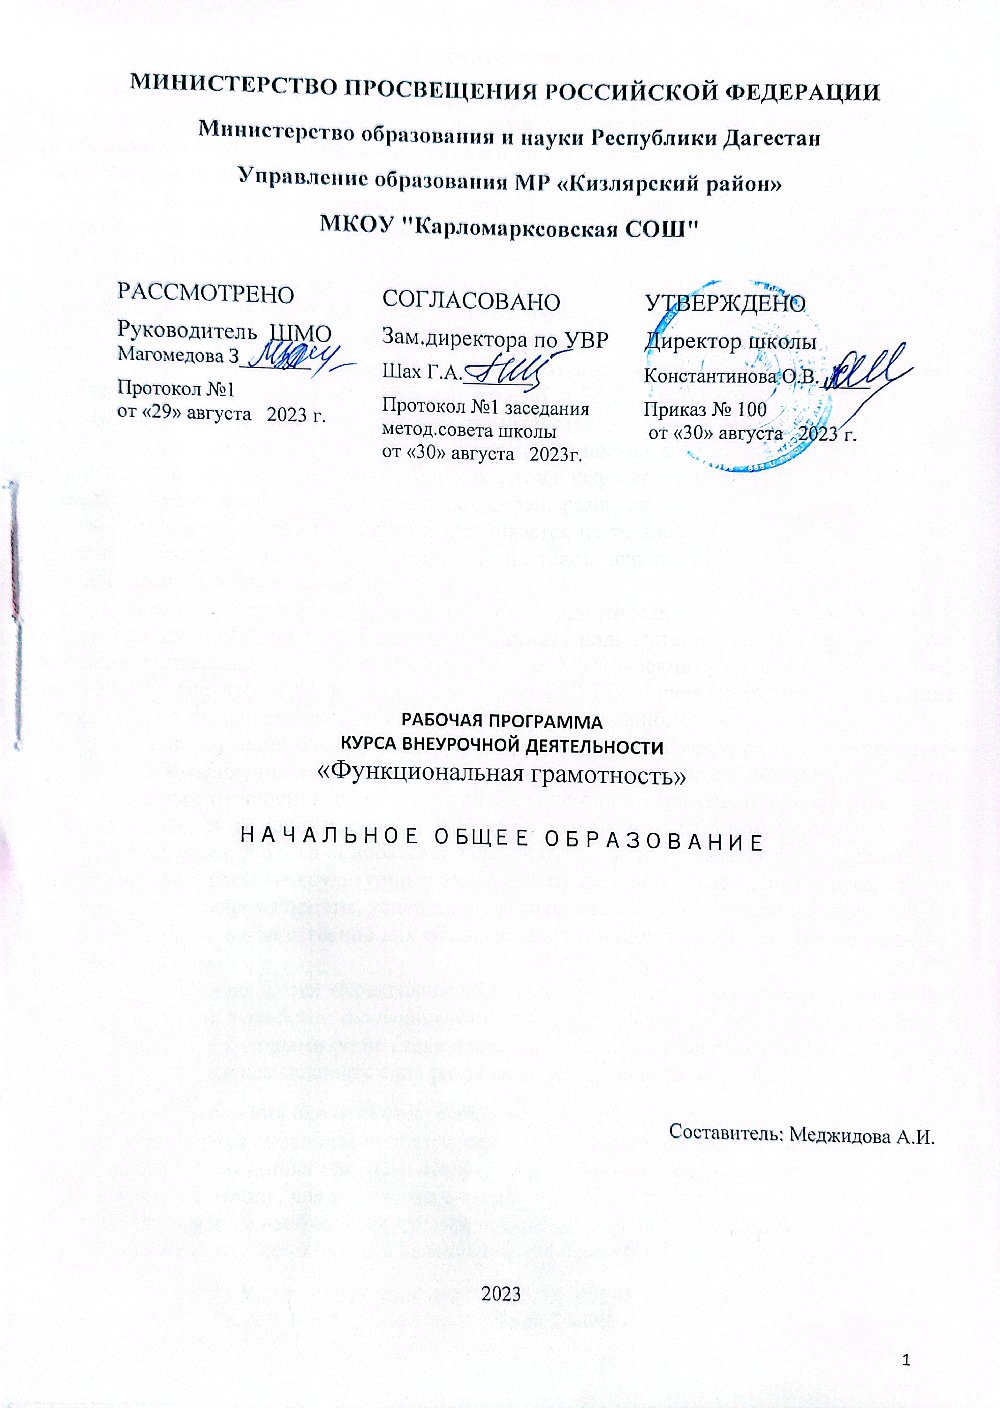 МИНИСТЕРСТВО ПРОСВЕЩЕНИЯ РОССИЙСКОЙ ФЕДЕРАЦИИ
Министерство образования и науки Республики Дагестан
Управление образования МР «Кизлярский район»
МКОУ "Карломарксовская СОШ"
РАССМОТРЕНО
Руководитель ШМО
Магомедова З
Протокол №1
от «29» августа 2023 г.
СОГЛАСОВАНО
Зам.директора по УВР
Шах Г.А.
Протокол №1 заседания
метод.совета школы
от «30» августа 2023г.
УТВЕРЖДЕНО
Директор школы
Константинова О.В.
Приказ № 100
от «30» августа 2023 г.
РАБОЧАЯ ПРОГРАММА
КУРСА ВНЕУРОЧНОЙ ДЕЯТЕЛЬНОСТИ
«Функциональная грамотность»
НАЧАЛЬНОЕ ОБЩЕЕ ОБРАЗОВАНИЕ
Составитель: Меджидова А.И.
2023
1